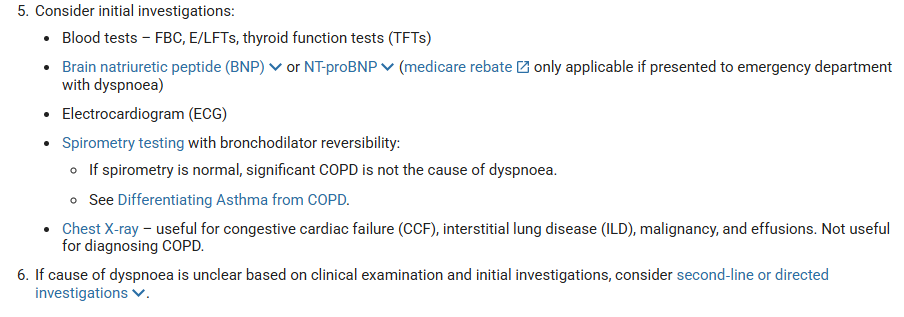 5. Consider initial investigations:
• Blood tests – FBC, E/LFTs, thyroid function tests (TFTs)
• Brain natriuretic peptide (BNP) or NT-proBNP (medicare rebate only applicable if presented to emergency department
with dyspnoea)
• Electrocardiogram (ECG)
• Spirometry testing with bronchodilator reversibility:
◦ If spirometry is normal, significant COPD is not the cause of dyspnoea.
◦ See Differentiating Asthma from COPD.
• Chest X-ray – useful for congestive cardiac failure (CCF), interstitial lung disease (ILD), malignancy, and effusions. Not useful
for diagnosing COPD.
6. If cause of dyspnoea is unclear based on clinical examination and initial investigations, consider second-line or directed
investigations.